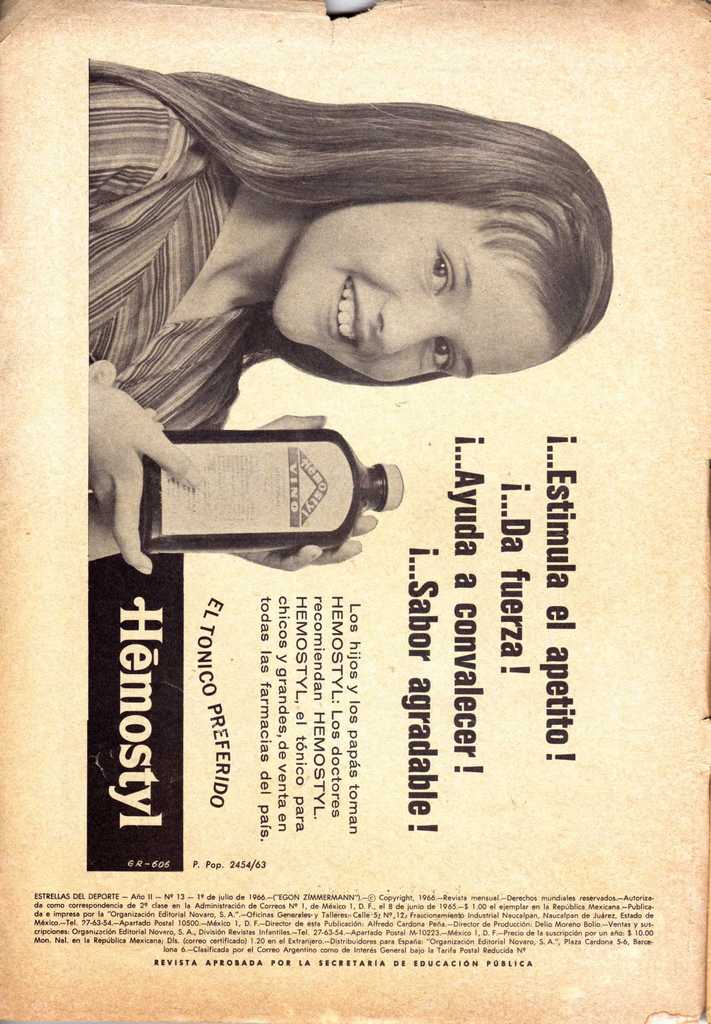 ¡...Estimula el apetito!
¡...Da fuerza!
¡...Ayuda a convalecer!
¡...Sabor agradable!
Los hijos y los papás toman
HEMOSTYL: Los doctores
recomiendan HEMOSTYL.
HEMOSTYL, el tónico para
chicos y grandes, de venta en
todas las farmacias del país.
EL TONICO PREFERIDO
HEMOSTYL
VINO
Hēmostyl
GR-606
P. Pop. 2454/63
ESTRELLAS DEL DEPORTE — Año II — Nº 13 — 1º de julio de 1966.—("EGON ZIMMERMANN").—© Copyright, 1966.—Revista mensual.—Derechos mundiales reservados.—Autoriza-
da como correspondencia de 2ª clase en la Administración de Correos Nº 1, de México 1, D. F., el 8 de junio de 1965.—$ 1.00 el ejemplar en la República Mexicana.—Publica-
da e impresa por la "Organización Editorial Novaro, S. A.".—Oficinas Generales y Talleres: Calle 5, Nº 12, Fraccionamiento Industrial Naucalpan, Naucalpan de Juárez, Estado de
México.—Tel. 27-63-54.—Apartado Postal 10500.—México 1, D. F.—Director de esta Publicación: Alfredo Cardona Peña.—Director de Producción: Delio Moreno Bolio.—Ventas y sus-
cripciones: Organización Editorial Novaro, S. A., División Revistas Infantiles.—Tel. 27-63-54.—Apartado Postal M-10223.—México 1, D. F.—Precio de la suscripción por un año: $ 10.00
Mon. Nal. en la República Mexicana; Dls. (correo certificado) 1.20 en el Extranjero.—Distribuidores para España: "Organización Editorial Novaro, S. A.", Plaza Cardona 5-6, Barce-
lona 6.—Clasificada por el Correo Argentino como de Interés General bajo la Tarifa Postal Reducida Nº
REVISTA APROBADA POR LA SECRETARÍA DE EDUCACIÓN PÚBLICA